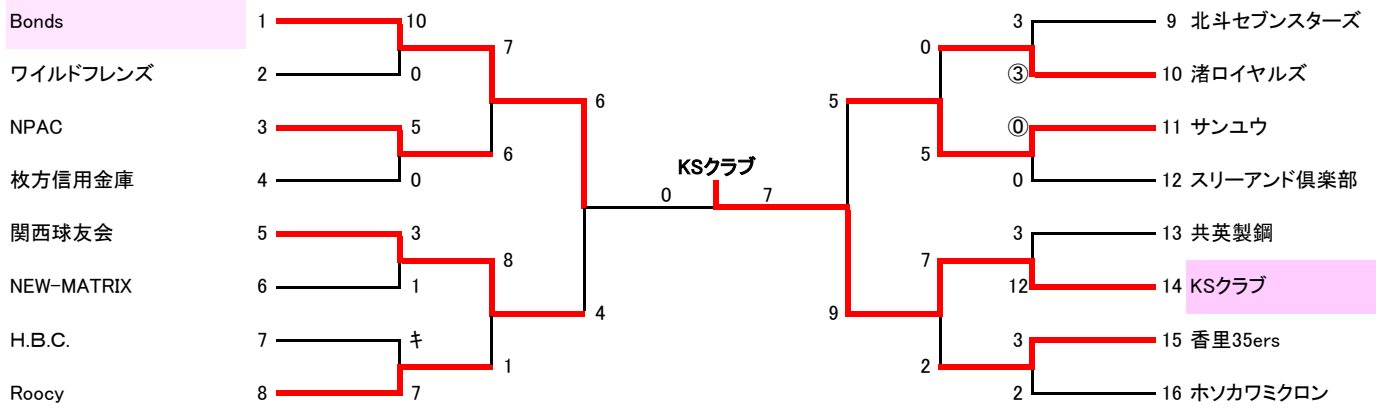 Bonds 1 10 3 9 北斗セブンスターズ
7 0
ワイルドフレンズ 2 0 ③ 10 渚ロイヤルズ
6 5
NPAC 3 5 ⓪ 11 サンユウ
6 5
枚方信用金庫 4 0 0 12 スリーアンド倶楽部
KSクラブ
0 7
関西球友会 5 3 3 13 共英製鋼
8 7
NEW-MATRIX 6 1 12 14 KSクラブ
4 9
H.B.C. 7 キ 3 15 香里35ers
1 2
Roocy 8 7 2 16 ホソカワミクロン